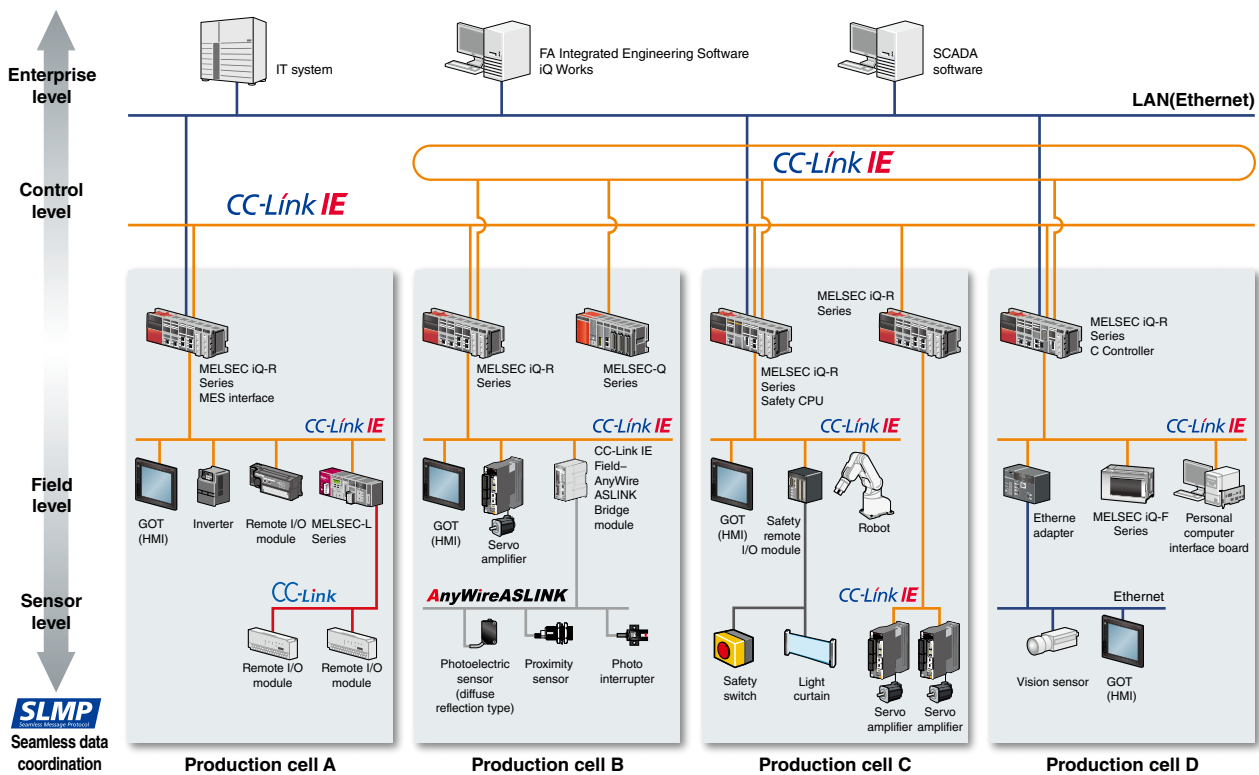 IT system
FA Integrated Engineering Software
iQ Works
SCADA
software
Enterprise
level
LAN(Ethernet)
CC-Link IE
Control
level
CC-Link IE
MELSEC iQ-R
Series
MES interface
CC-Link IE
GOT
(HMI)
Inverter
Remote I/O
module
MELSEC-L
Series
CC-Link
Remote I/O
module
Remote I/O
module
MELSEC iQ-R
Series
MELSEC-Q
Series
CC-Link IE
CC-Link IE
Field–
AnyWire
ASLINK
Bridge
module
GOT
(HMI)
Servo
amplifier
AnyWireASLINK
Photoelectric
sensor
(diffuse
reflection type)
Proximity
sensor
Photo
interrupter
MELSEC iQ-R
Series
MELSEC iQ-R
Series
Safety CPU
CC-Link IE
GOT
(HMI)
Safety
remote
I/O module
Robot
CC-Link IE
Safety
switch
Light
curtain
Servo
amplifier
Servo
amplifier
MELSEC iQ-R
Series
C Controller
CC-Link IE
Etherne
adapter
MELSEC iQ-F
Series
Personal
computer
interface board
Ethernet
Vision sensor
GOT
(HMI)
Field
level
Sensor
level
SLMP
Seamless Message Protocol
Seamless data
coordination
Production cell A
Production cell B
Production cell C
Production cell D